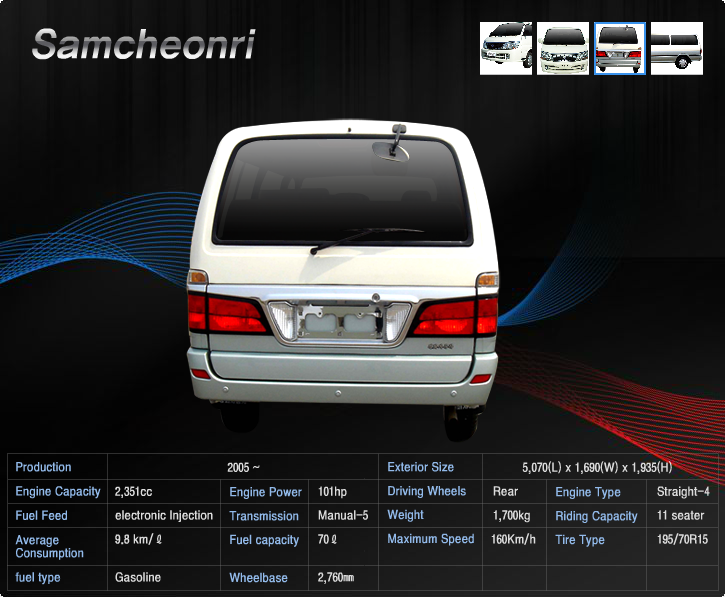 Samcheonri
Production 2005 ~ Exterior Size 5,070(L) x 1,690(W) x 1,935(H)
Engine Capacity 2,351cc Engine Power 101hp Driving Wheels Rear Engine Type Straight-4
Fuel Feed electronic Injection Transmission Manual-5 Weight 1,700kg Riding Capacity 11 seater
Average Consumption 9.8 km/ℓ Fuel capacity 70ℓ Maximum Speed 160Km/h Tire Type 195/70R15
fuel type Gasoline Wheelbase 2,760㎜